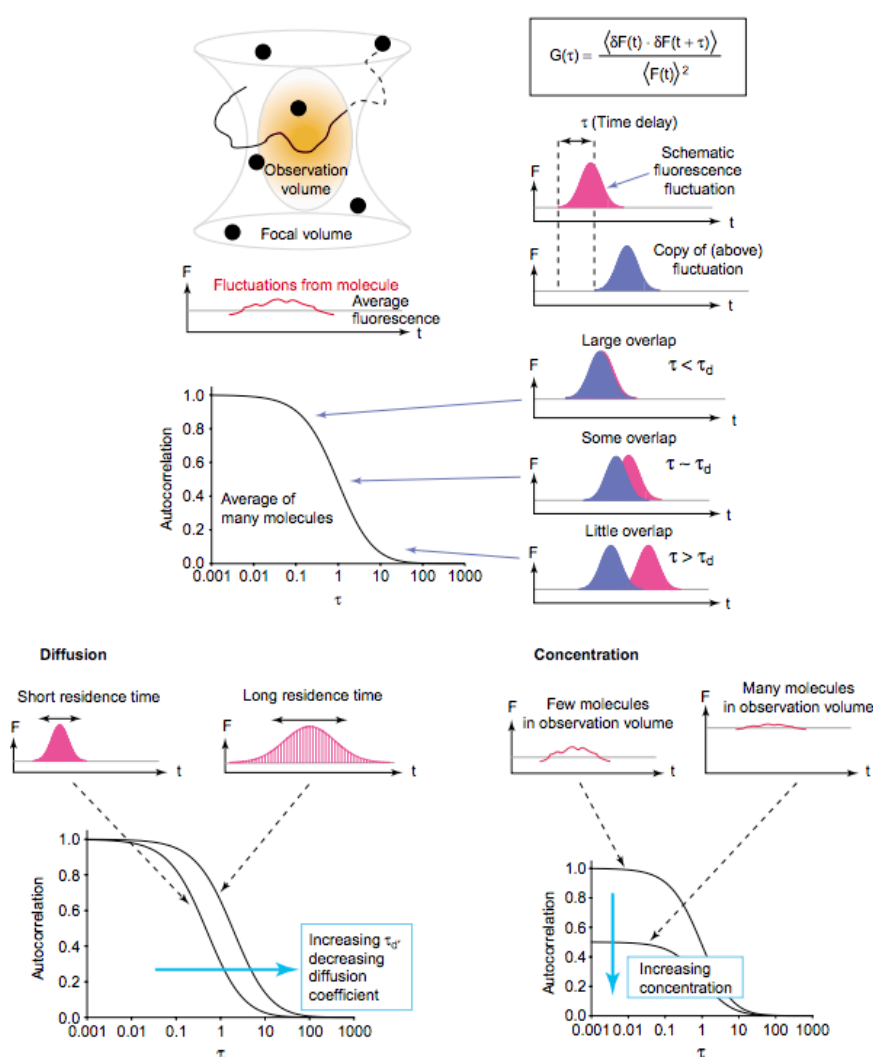 G(τ) = ⟨δF(t) · δF(t + τ)⟩ / ⟨F(t)⟩²
Observation
volume
Focal volume
F
Fluctuations from molecule
Average
fluorescence
t
τ (Time delay)
F
Schematic
fluorescence
fluctuation
t
F
Copy of (above)
fluctuation
t
Large overlap
F
τ < τd
t
Some overlap
F
τ ~ τd
t
Little overlap
F
τ > τd
t
Autocorrelation
1.0
0.8
0.6
0.4
0.2
0.0
Average of
many molecules
0.001 0.01 0.1 1 10 100 1000
τ
Diffusion
Short residence time
F
t
Long residence time
F
t
Autocorrelation
1.0
0.8
0.6
0.4
0.2
0.0
Increasing τd,
decreasing
diffusion
coefficient
0.001 0.01 0.1 1 10 100 1000
τ
Concentration
Few molecules
in observation volume
F
t
Many molecules
in observation volume
F
t
Autocorrelation
1.0
0.8
0.6
0.4
0.2
0.0
Increasing
concentration
0.001 0.01 0.1 1 10 100 1000
τ